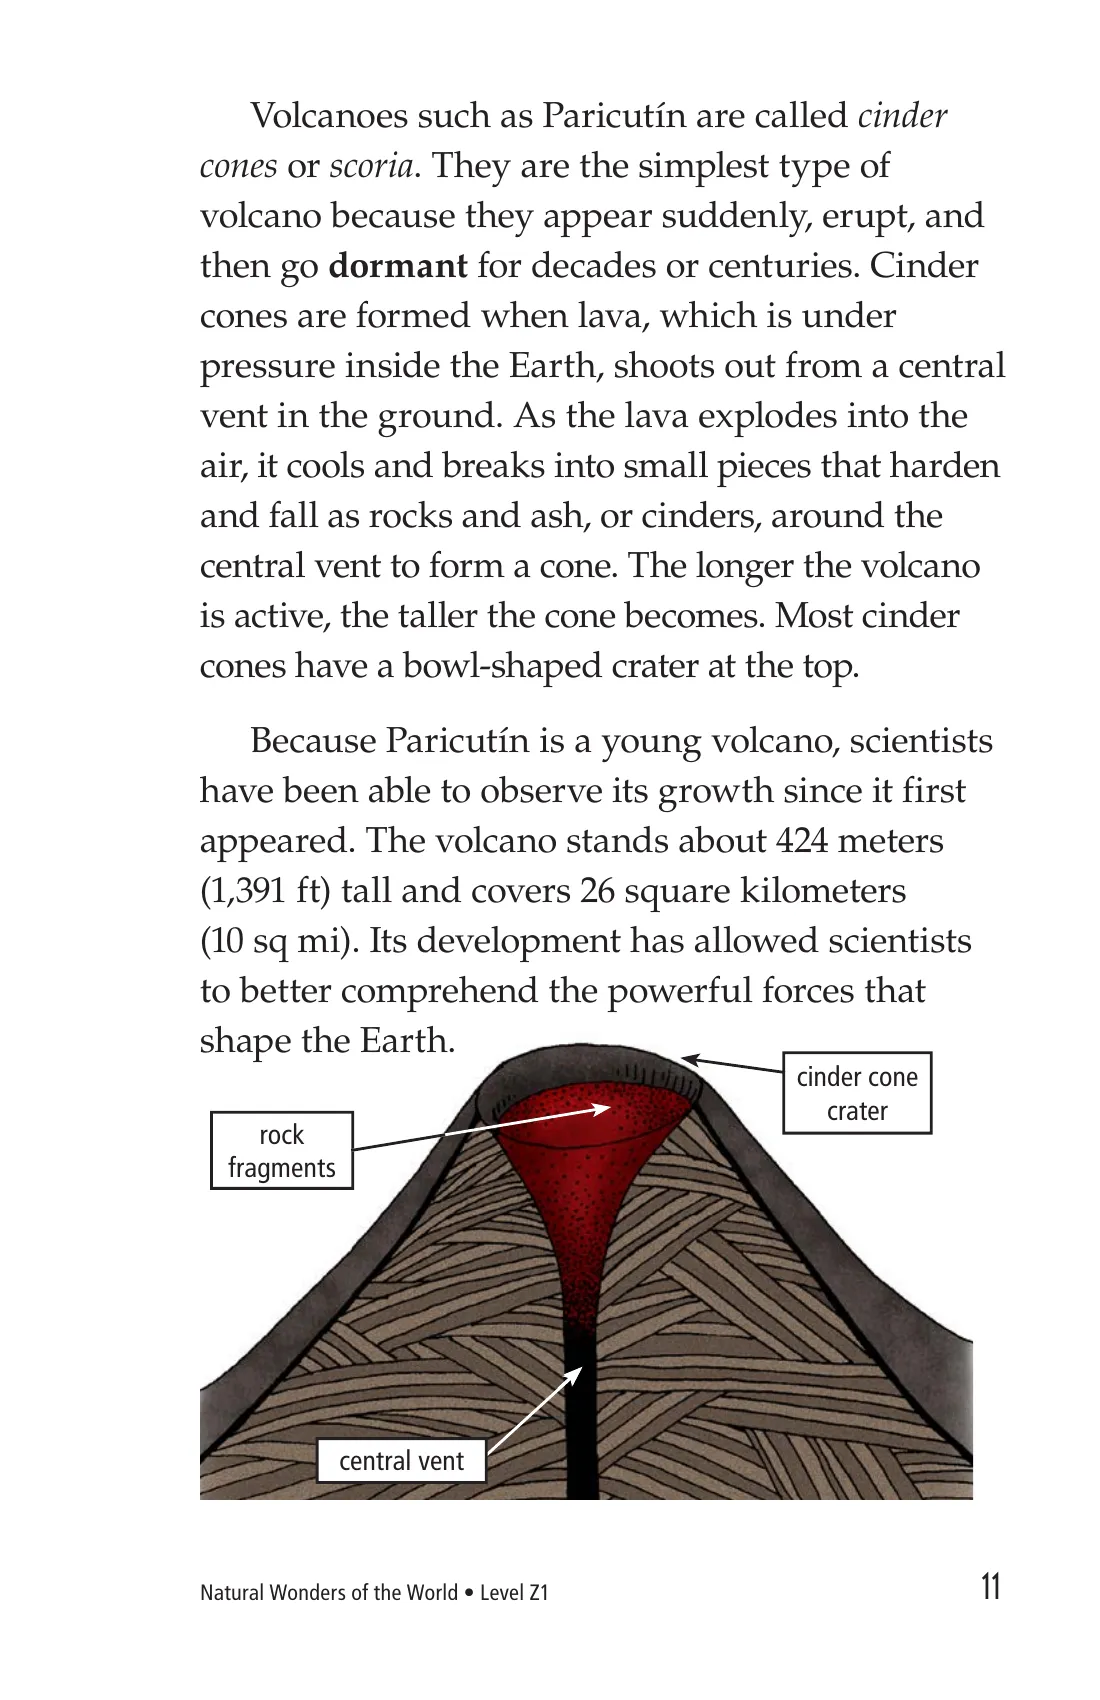 Volcanoes such as Paricutín are called cinder
cones or scoria. They are the simplest type of
volcano because they appear suddenly, erupt, and
then go dormant for decades or centuries. Cinder
cones are formed when lava, which is under
pressure inside the Earth, shoots out from a central
vent in the ground. As the lava explodes into the
air, it cools and breaks into small pieces that harden
and fall as rocks and ash, or cinders, around the
central vent to form a cone. The longer the volcano
is active, the taller the cone becomes. Most cinder
cones have a bowl-shaped crater at the top.
Because Paricutín is a young volcano, scientists
have been able to observe its growth since it first
appeared. The volcano stands about 424 meters
(1,391 ft) tall and covers 26 square kilometers
(10 sq mi). Its development has allowed scientists
to better comprehend the powerful forces that
shape the Earth.
cinder cone
crater
rock
fragments
central vent
Natural Wonders of the World • Level Z1
11